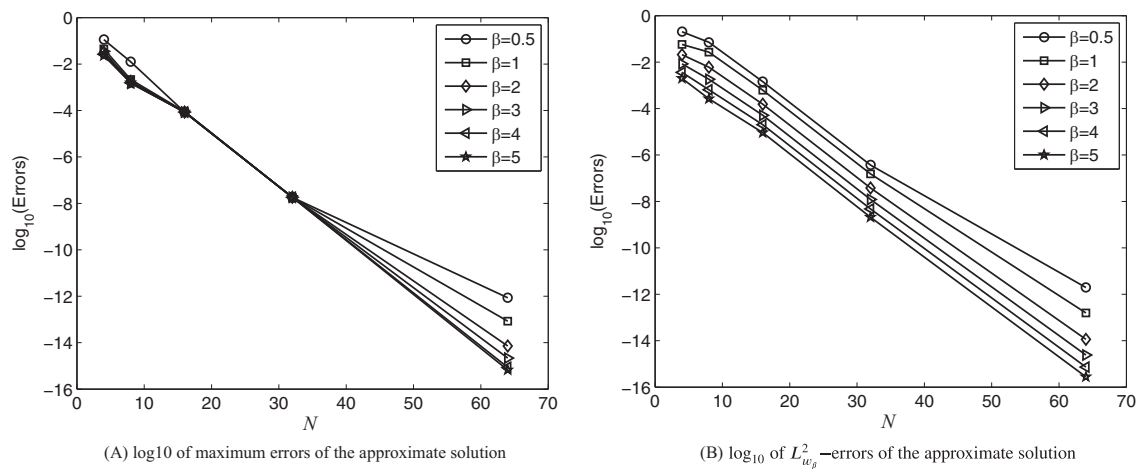 0
−2
−4
−6
−8
−10
−12
−14
−16
0 10 20 30 40 50 60 70
log10(Errors)
N
β=0.5
β=1
β=2
β=3
β=4
β=5
(A) log10 of maximum errors of the approximate solution
0
−2
−4
−6
−8
−10
−12
−14
−16
0 10 20 30 40 50 60 70
log10(Errors)
N
β=0.5
β=1
β=2
β=3
β=4
β=5
(B) log10 of L²wβ−errors of the approximate solution